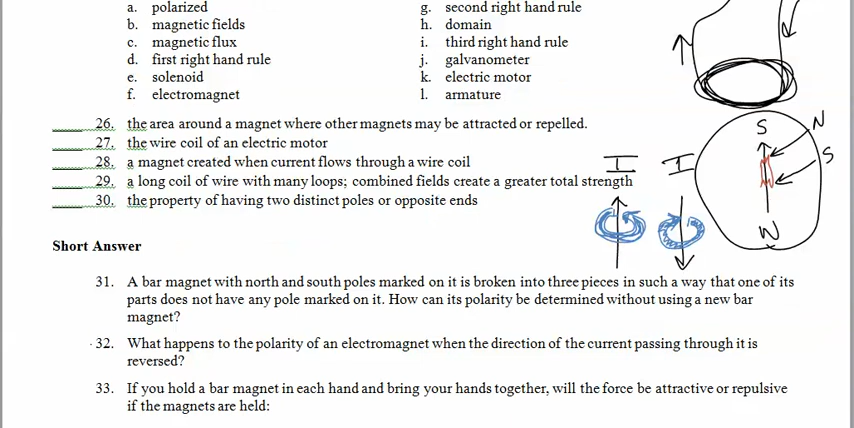 a. polarized
g. second right hand rule
b. magnetic fields
h. domain
c. magnetic flux
i. third right hand rule
d. first right hand rule
j. galvanometer
e. solenoid
k. electric motor
f. electromagnet
l. armature
26. the area around a magnet where other magnets may be attracted or repelled.
27. the wire coil of an electric motor
28. a magnet created when current flows through a wire coil
29. a long coil of wire with many loops; combined fields create a greater total strength
30. the property of having two distinct poles or opposite ends
S N
S
I I
N
Short Answer
31. A bar magnet with north and south poles marked on it is broken into three pieces in such a way that one of its
parts does not have any pole marked on it. How can its polarity be determined without using a new bar
magnet?
32. What happens to the polarity of an electromagnet when the direction of the current passing through it is
reversed?
33. If you hold a bar magnet in each hand and bring your hands together, will the force be attractive or repulsive
if the magnets are held: